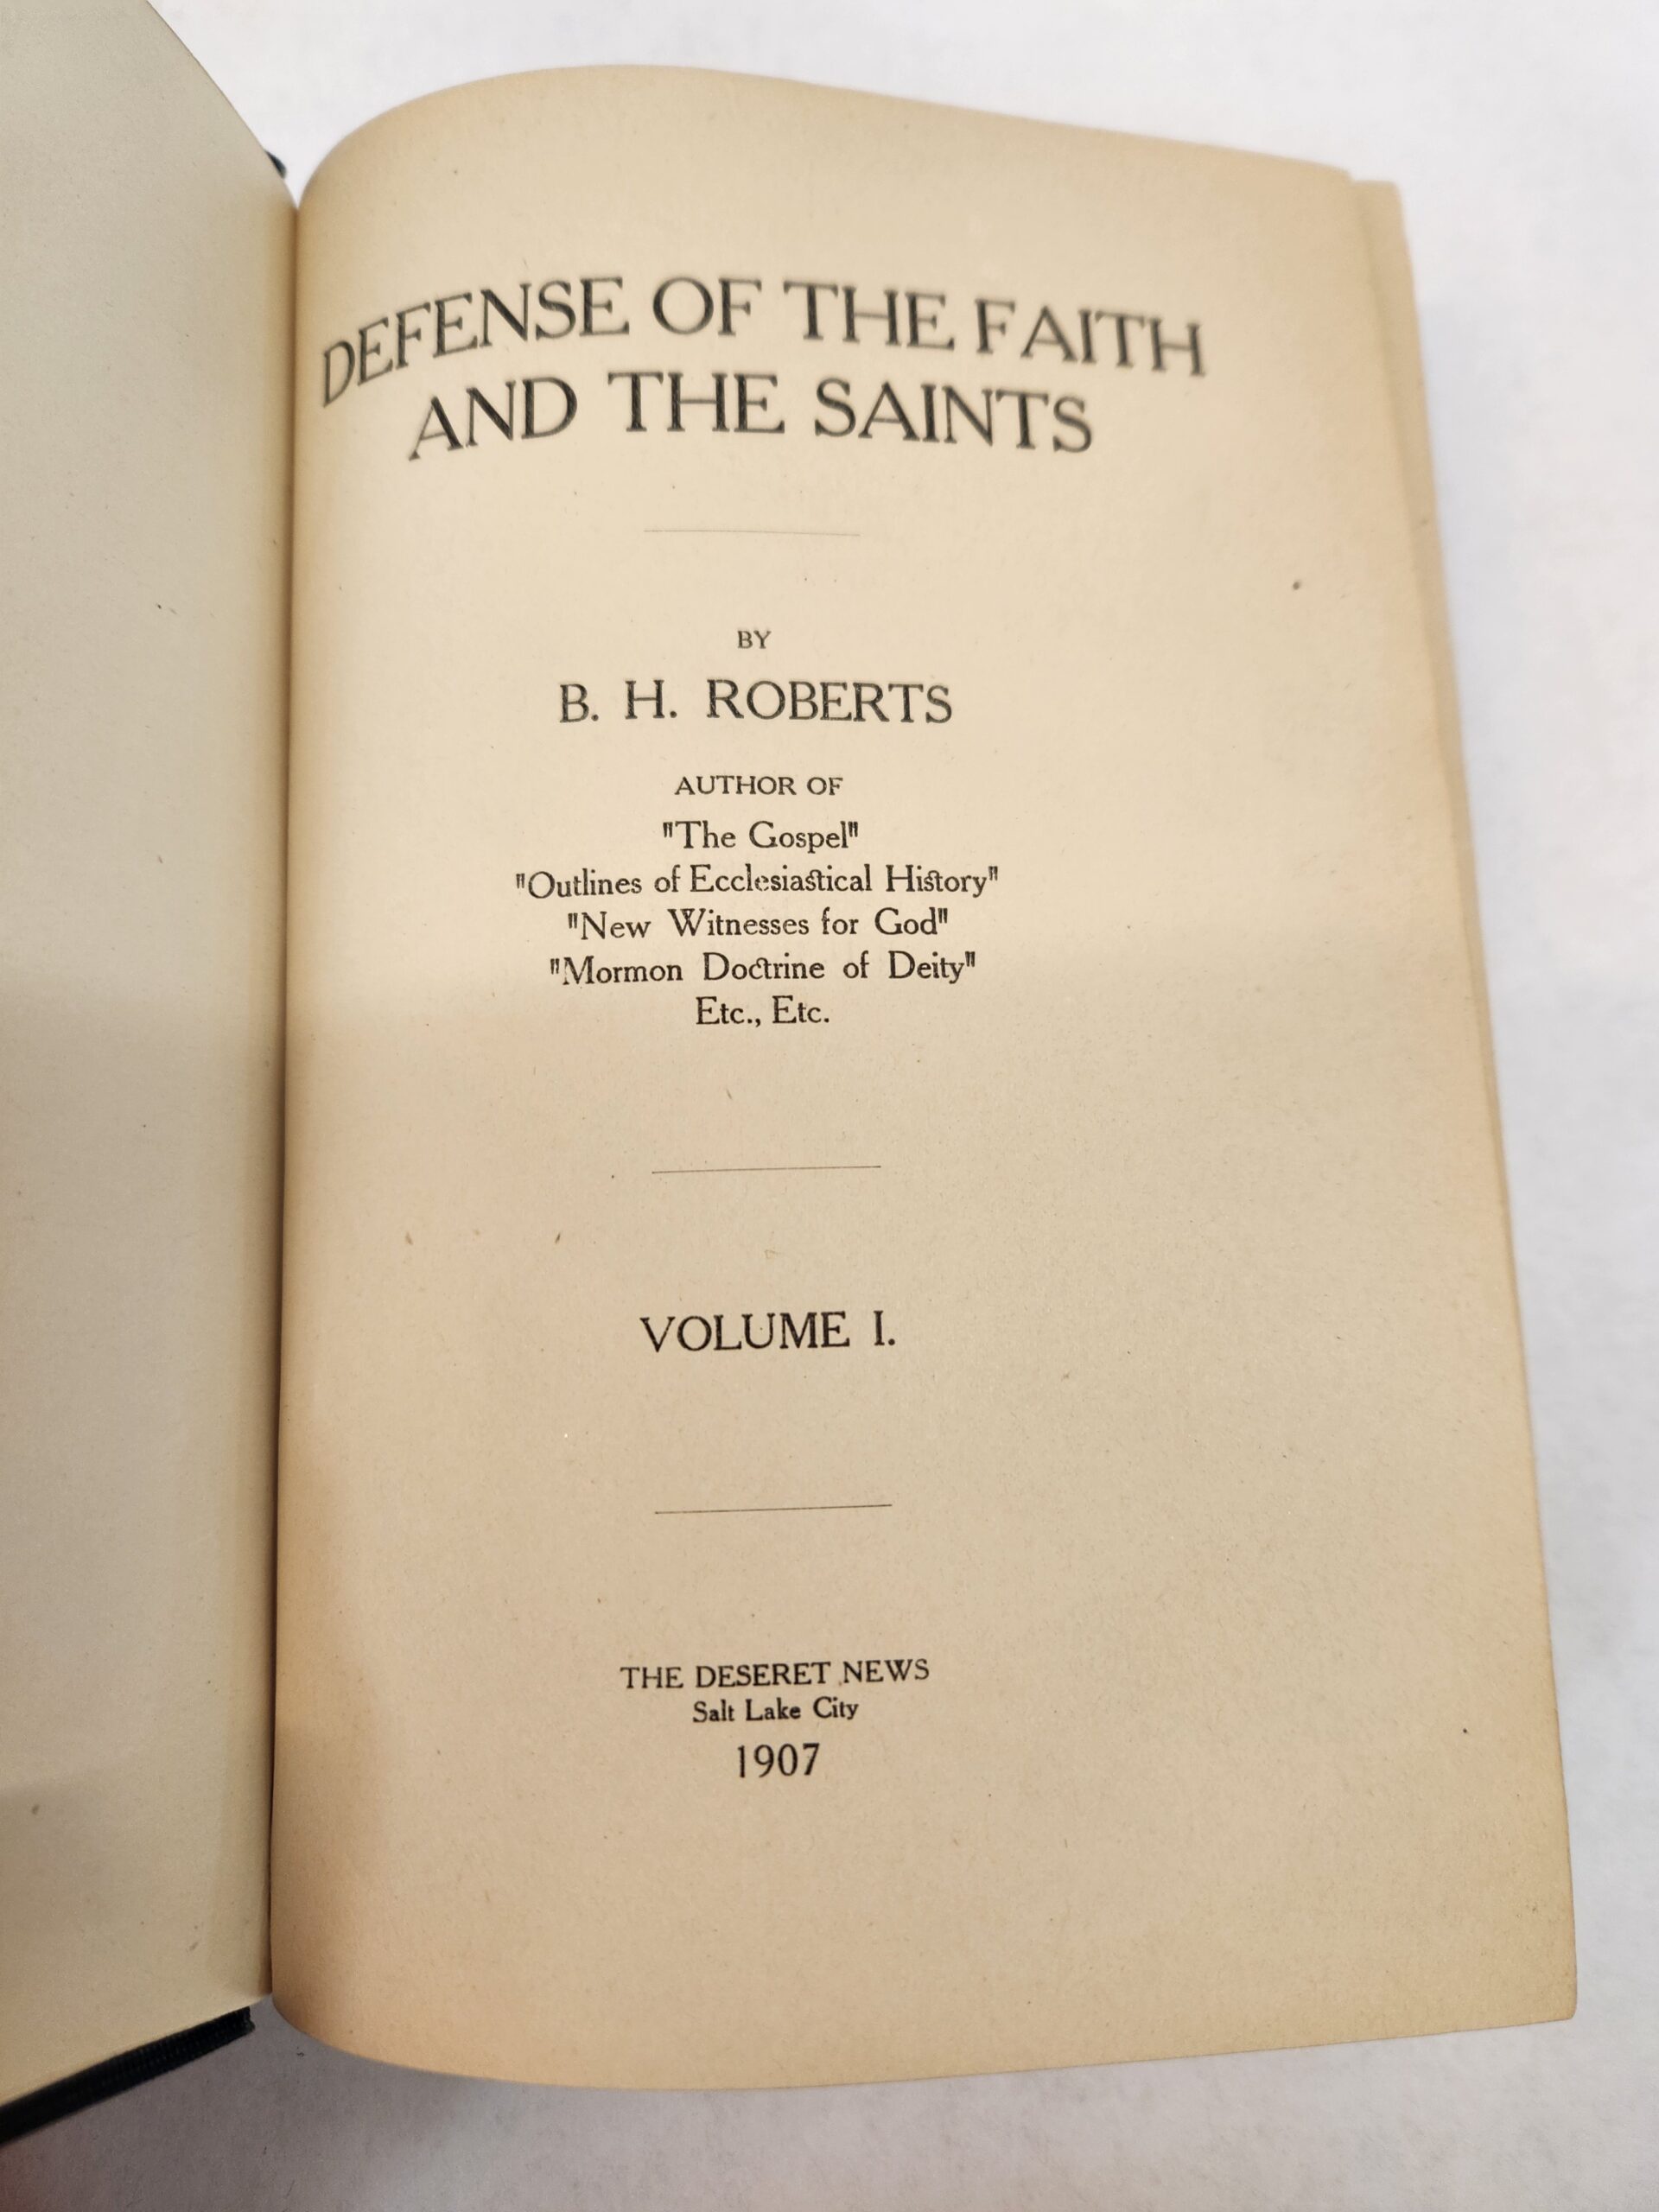 DEFENSE OF THE FAITH
AND THE SAINTS
BY
B. H. ROBERTS
AUTHOR OF
"The Gospel"
"Outlines of Ecclesiastical History"
"New Witnesses for God"
"Mormon Doctrine of Deity"
Etc., Etc.
VOLUME I.
THE DESERET NEWS
Salt Lake City
1907